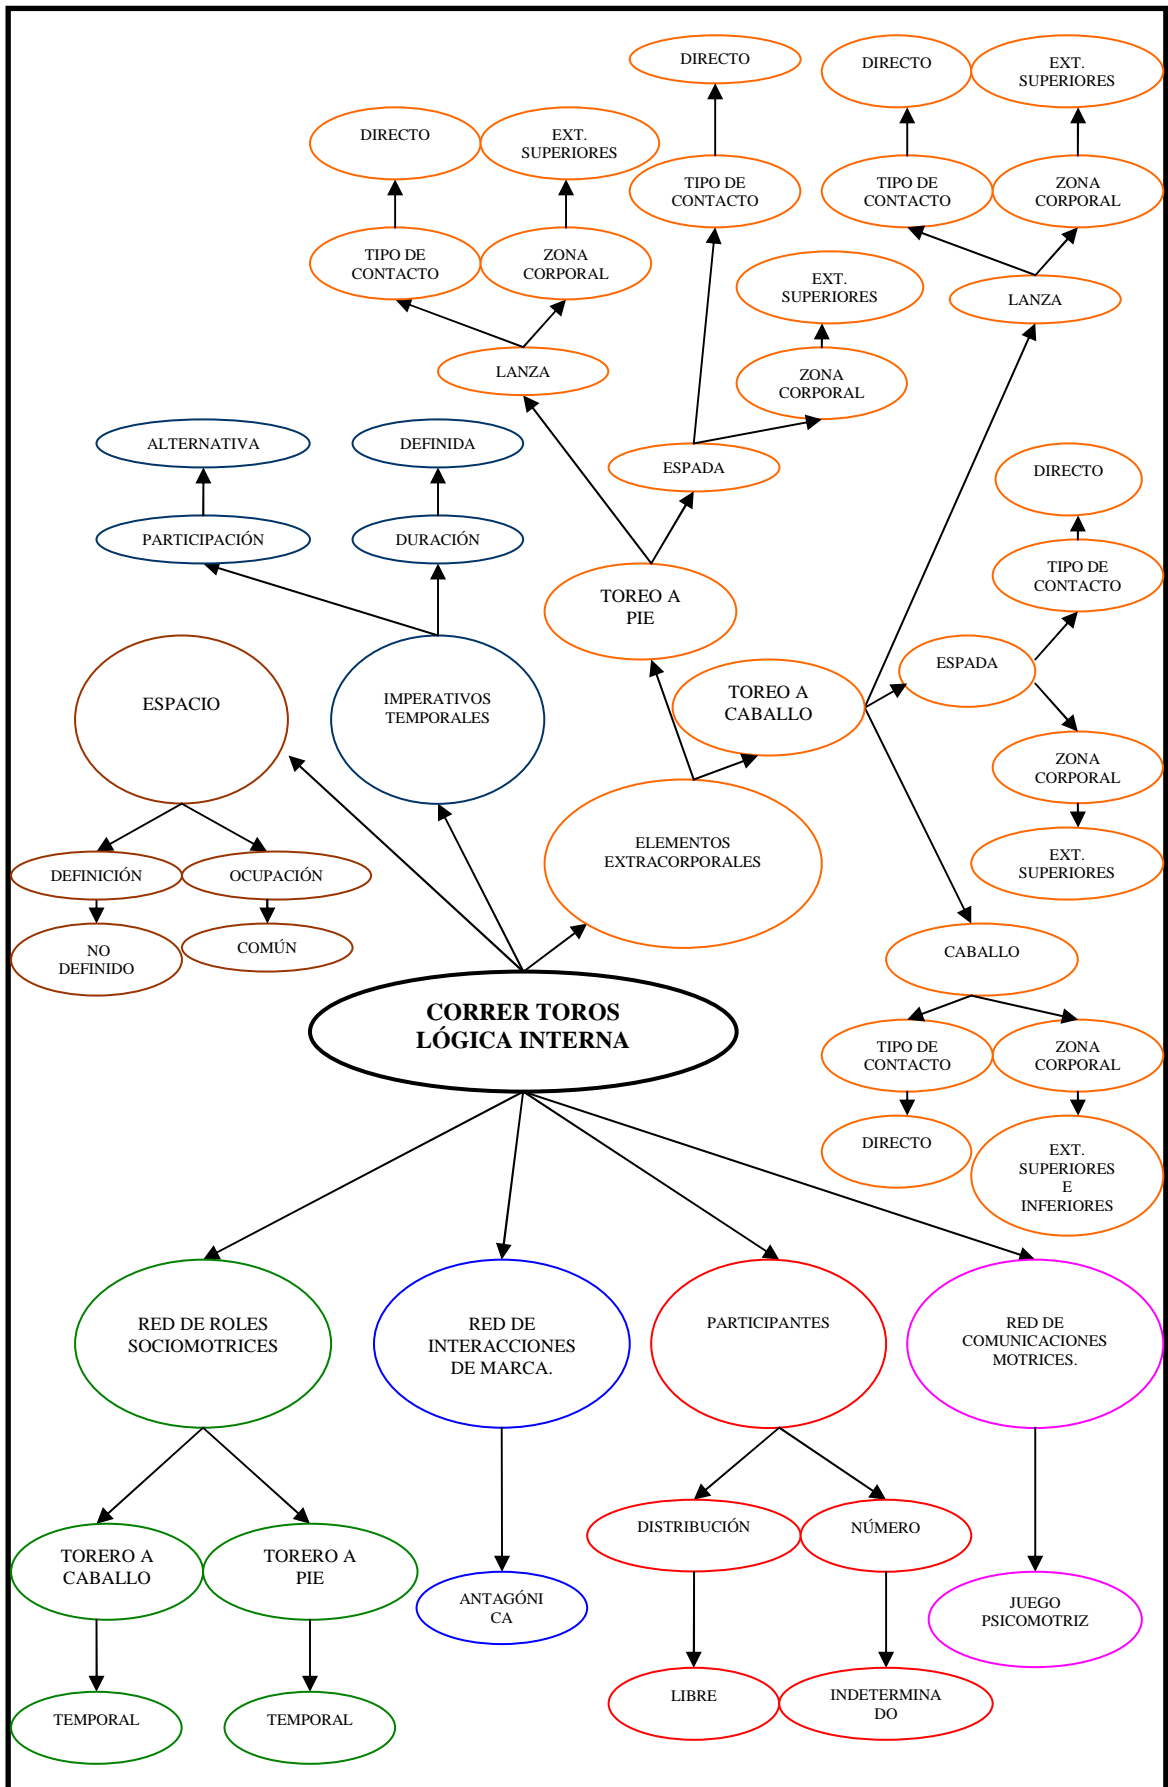 DIRECTO
DIRECTO
EXT.
SUPERIORES
DIRECTO
EXT.
SUPERIORES
TIPO DE
CONTACTO
TIPO DE
CONTACTO
ZONA
CORPORAL
TIPO DE
CONTACTO
ZONA
CORPORAL
EXT.
SUPERIORES
LANZA
LANZA
ZONA
CORPORAL
ALTERNATIVA
DEFINIDA
ESPADA
DIRECTO
PARTICIPACIÓN
DURACIÓN
TIPO DE
CONTACTO
TOREO A
PIE
ESPADA
ESPACIO
IMPERATIVOS
TEMPORALES
TOREO A
CABALLO
ZONA
CORPORAL
ELEMENTOS
EXTRACORPORALES
EXT.
SUPERIORES
DEFINICIÓN
OCUPACIÓN
NO
DEFINIDO
COMÚN
CABALLO
CORRER TOROS
LÓGICA INTERNA
TIPO DE
CONTACTO
ZONA
CORPORAL
DIRECTO
EXT.
SUPERIORES
E
INFERIORES
RED DE ROLES
SOCIOMOTRICES
RED DE
INTERACCIONES
DE MARCA.
PARTICIPANTES
RED DE
COMUNICACIONES
MOTRICES.
TORERO A
CABALLO
TORERO A
PIE
DISTRIBUCIÓN
NÚMERO
ANTAGÓNI
CA
JUEGO
PSICOMOTRIZ
TEMPORAL
TEMPORAL
LIBRE
INDETERMINA
DO